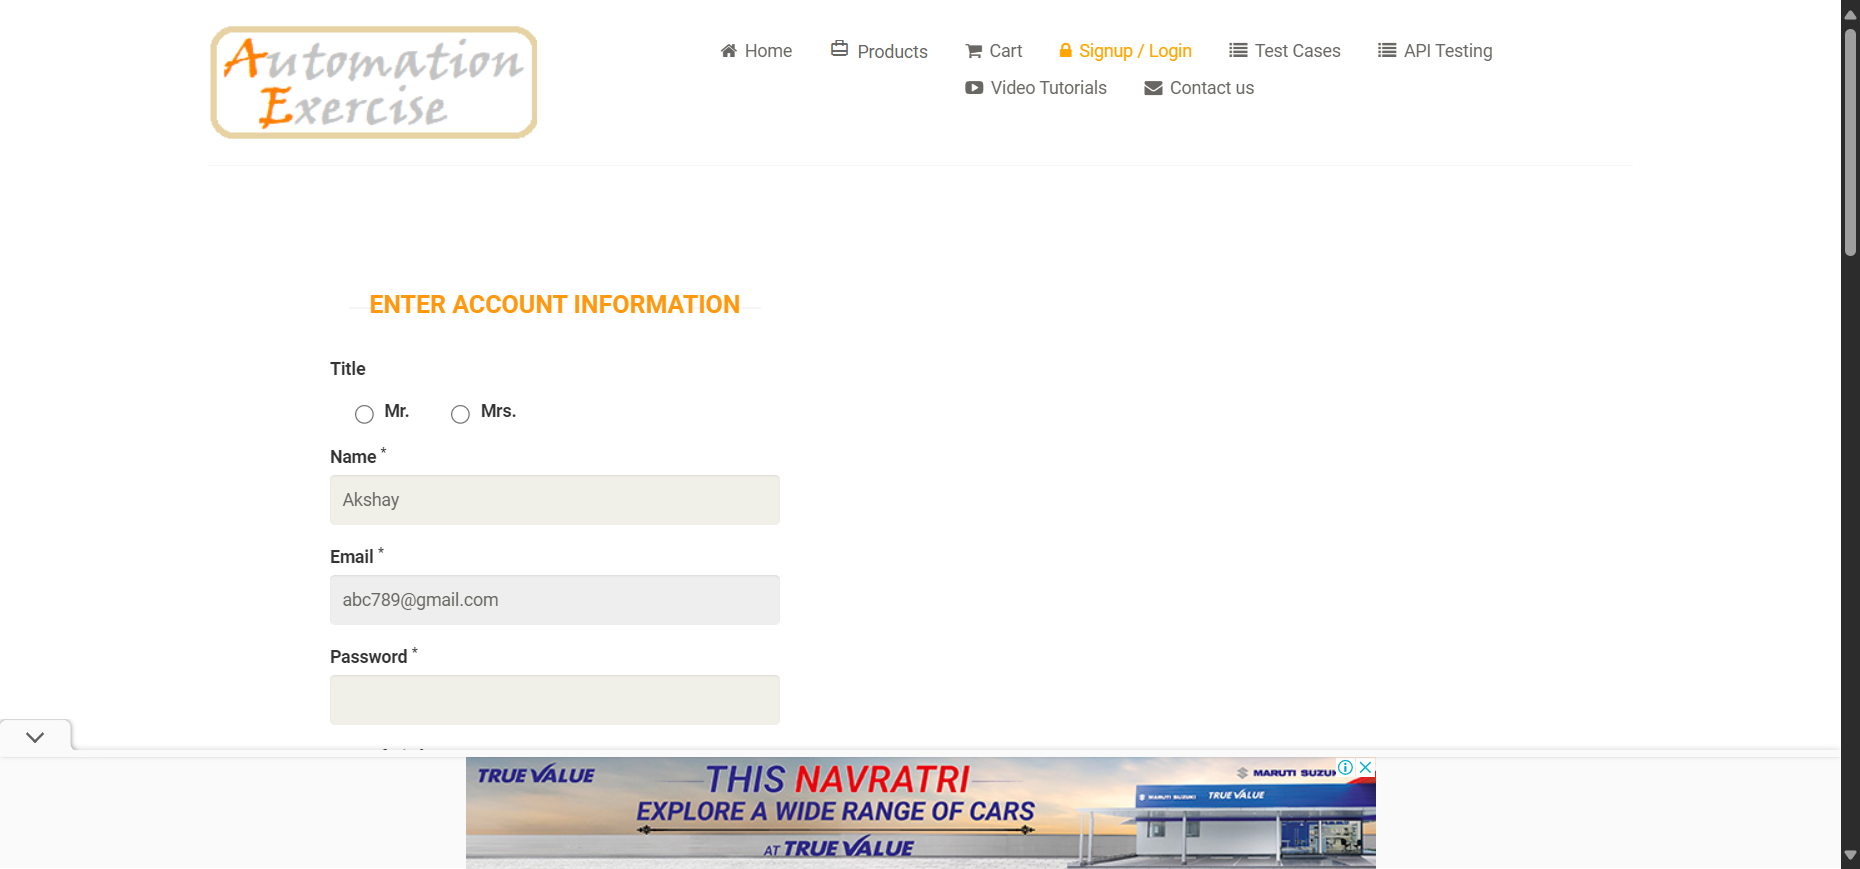 Automation
Exercise
Home
Products
Cart
Signup / Login
Test Cases
API Testing
Video Tutorials
Contact us
ENTER ACCOUNT INFORMATION
Title
Mr.
Mrs.
Name *
Akshay
Email *
abc789@gmail.com
Password *
TRUE VALUE
THIS NAVRATRI
EXPLORE A WIDE RANGE OF CARS
AT TRUE VALUE
MARUTI SUZUKI
MARUTI SUZUKI TRUE VALUE